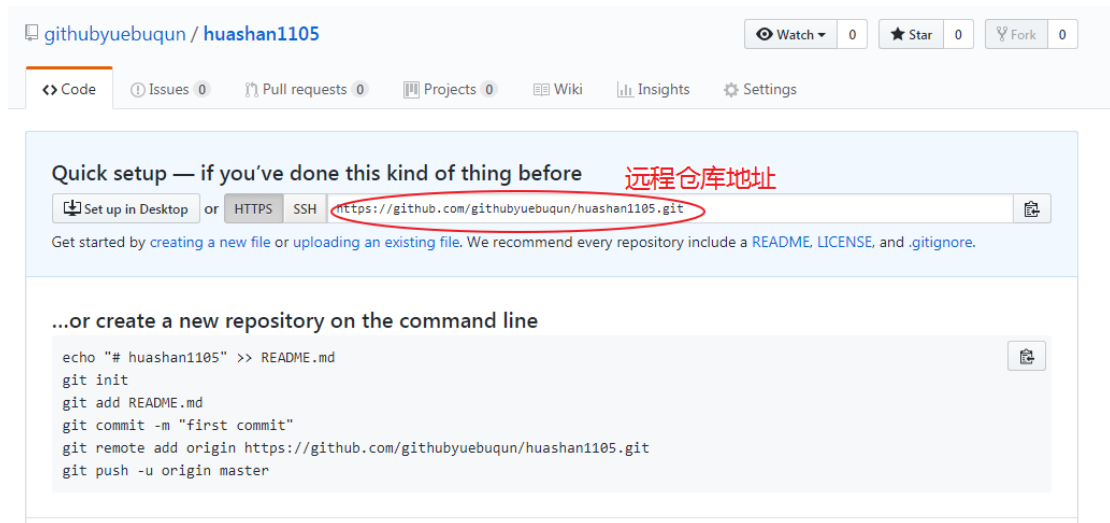 githubyuebuqun / huashan1105
Watch 0 Star 0 Fork 0
Code Issues 0 Pull requests 0 Projects 0 Wiki Insights Settings
Quick setup — if you've done this kind of thing before
远程仓库地址
Set up in Desktop or HTTPS SSH https://github.com/githubyuebuqun/huashan1105.git
Get started by creating a new file or uploading an existing file. We recommend every repository include a README, LICENSE, and .gitignore.
…or create a new repository on the command line
echo "# huashan1105" >> README.md
git init
git add README.md
git commit -m "first commit"
git remote add origin https://github.com/githubyuebuqun/huashan1105.git
git push -u origin master